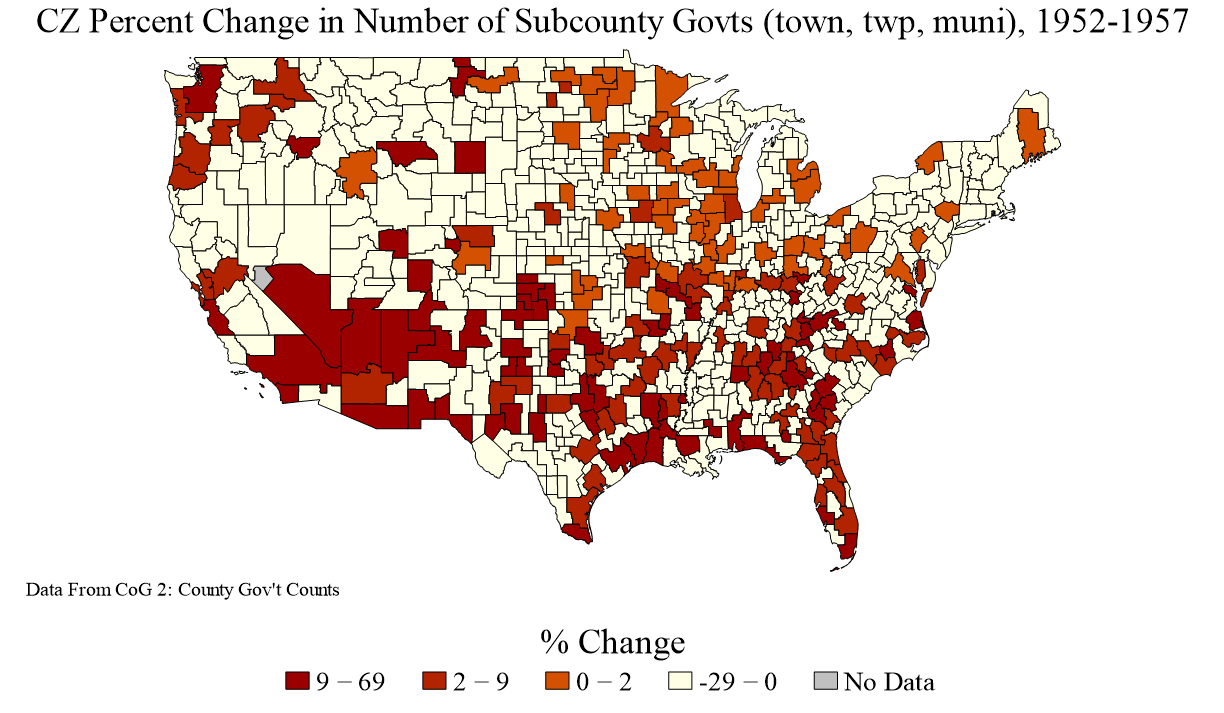 CZ Percent Change in Number of Subcounty Govts (town, twp, muni), 1952-1957
Data From CoG 2: County Gov't Counts
% Change
9 – 69 2 – 9 0 – 2 -29 – 0 No Data